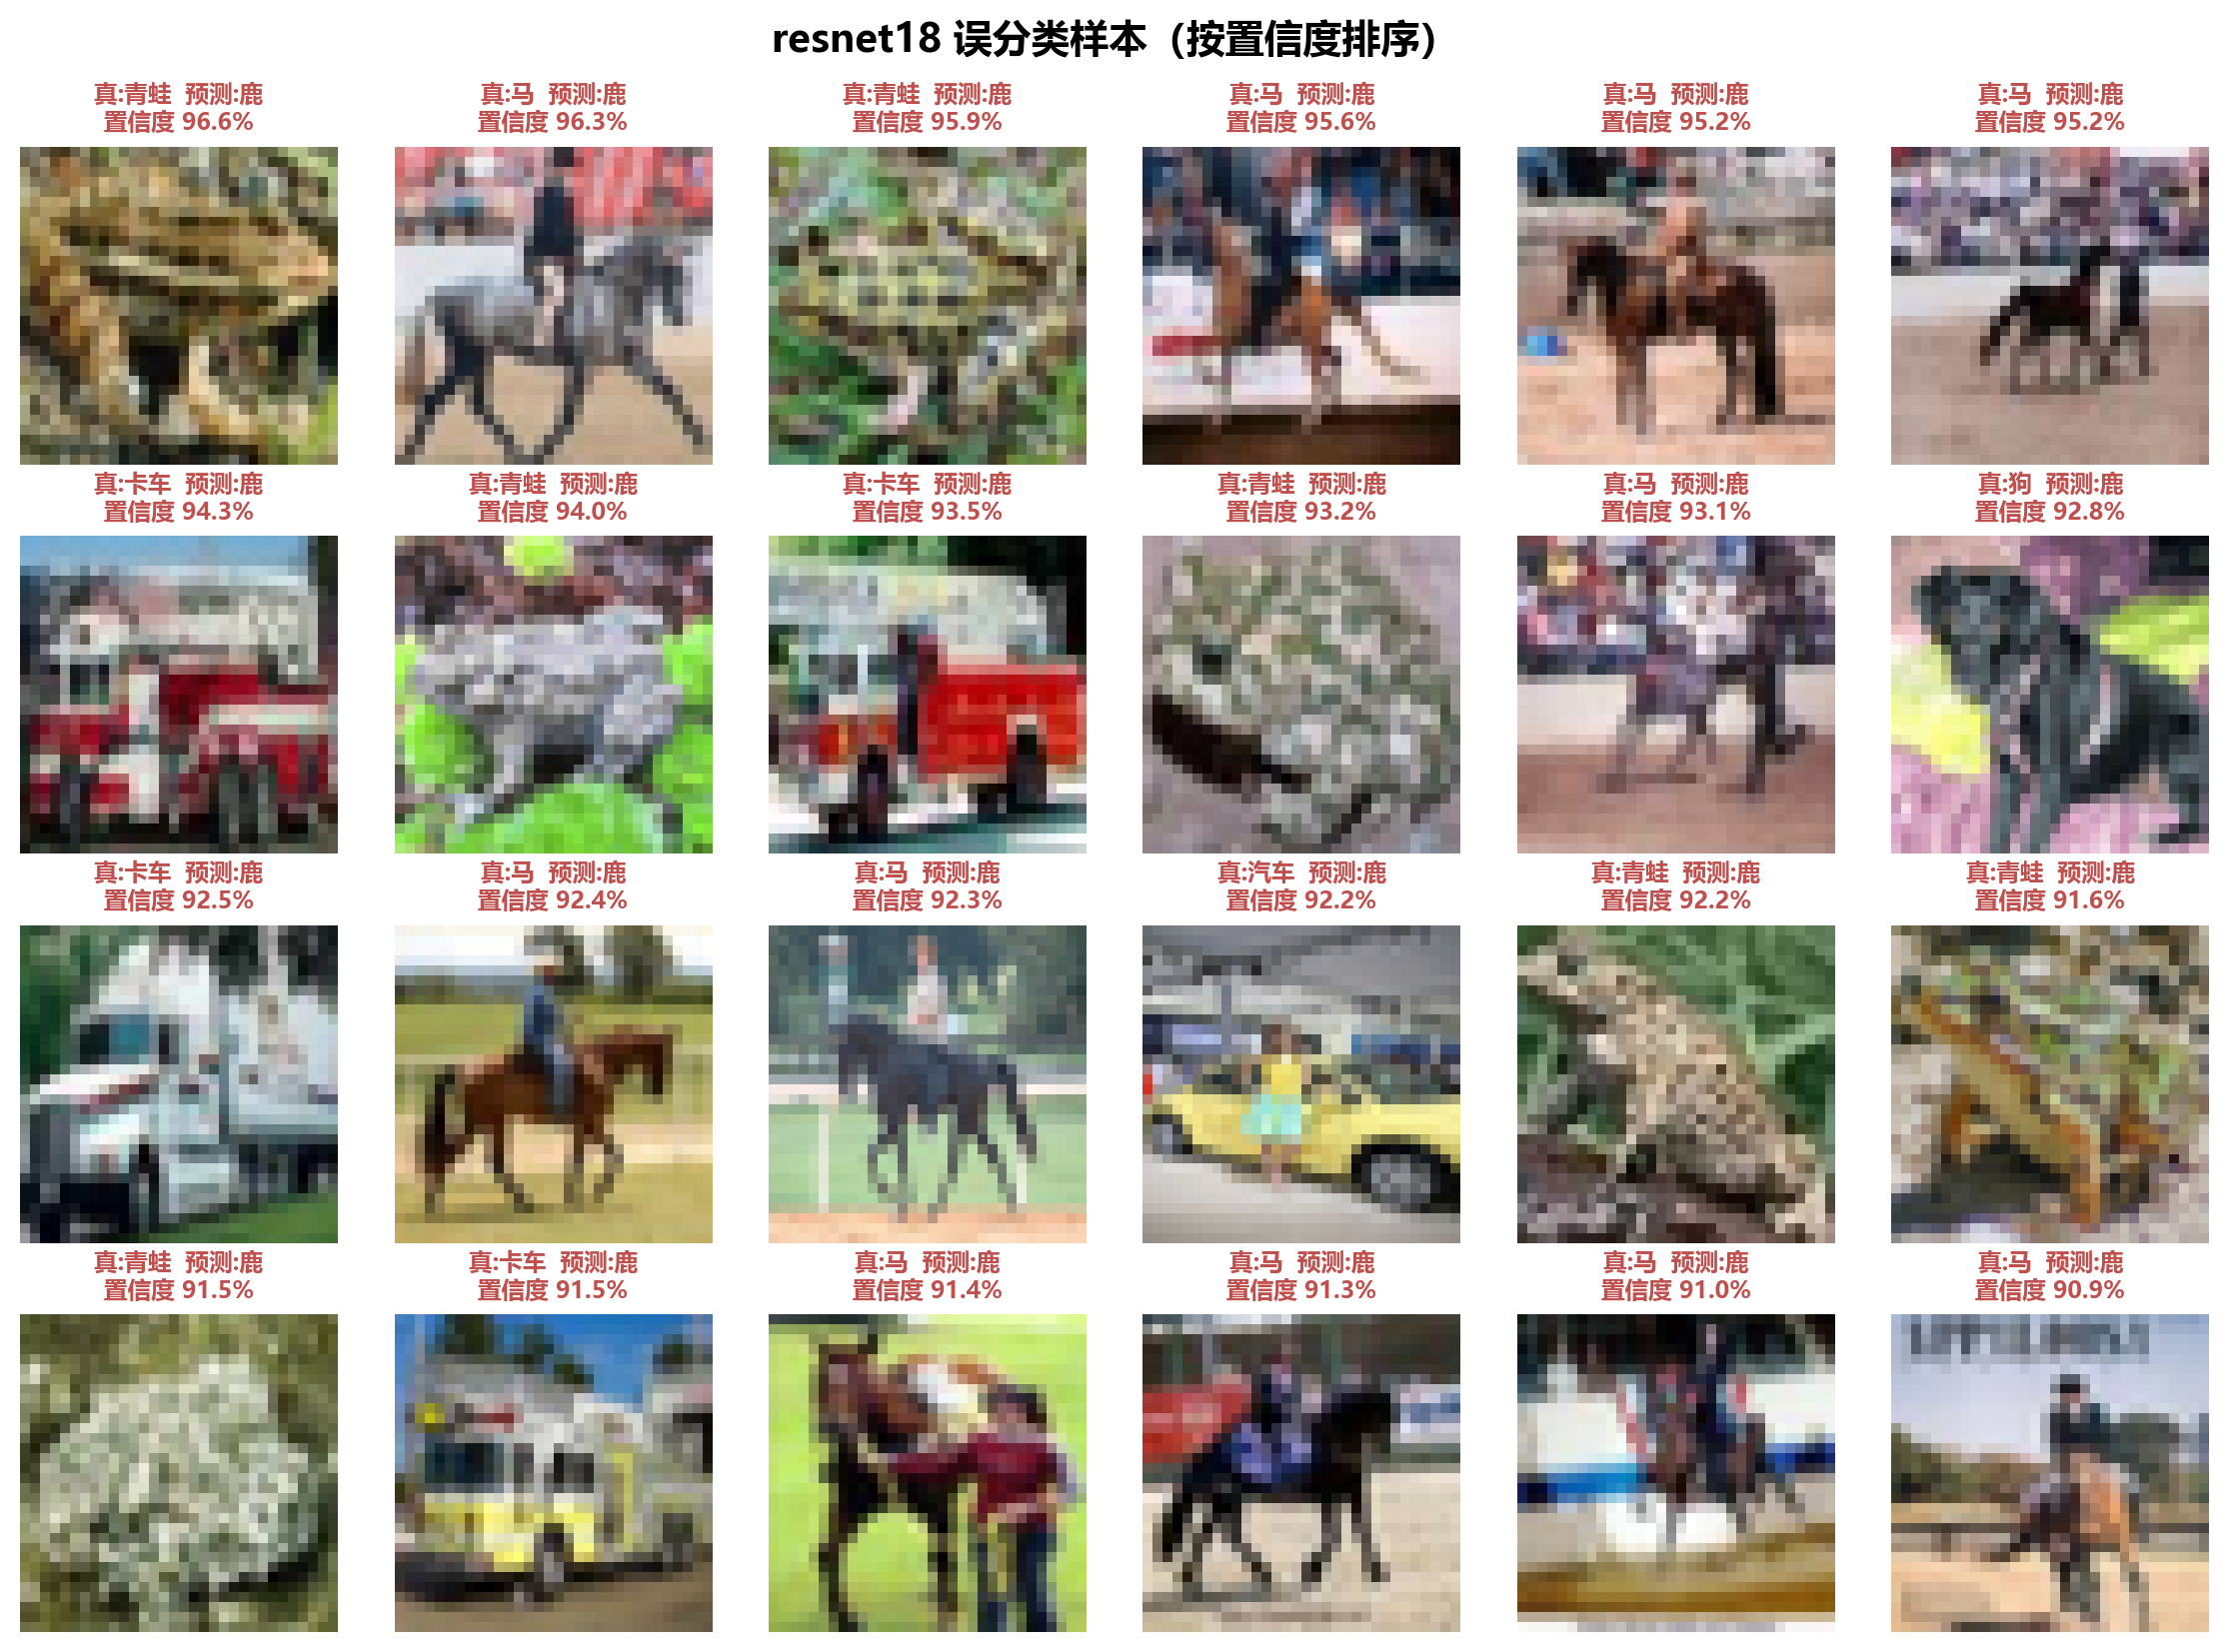 resnet18 误分类样本（按置信度排序）
真:青蛙 预测:鹿
置信度 96.6%
真:马 预测:鹿
置信度 96.3%
真:青蛙 预测:鹿
置信度 95.9%
真:马 预测:鹿
置信度 95.6%
真:马 预测:鹿
置信度 95.2%
真:马 预测:鹿
置信度 95.2%
真:卡车 预测:鹿
置信度 94.3%
真:青蛙 预测:鹿
置信度 94.0%
真:卡车 预测:鹿
置信度 93.5%
真:青蛙 预测:鹿
置信度 93.2%
真:马 预测:鹿
置信度 93.1%
真:狗 预测:鹿
置信度 92.8%
真:卡车 预测:鹿
置信度 92.5%
真:马 预测:鹿
置信度 92.4%
真:马 预测:鹿
置信度 92.3%
真:汽车 预测:鹿
置信度 92.2%
真:青蛙 预测:鹿
置信度 92.2%
真:青蛙 预测:鹿
置信度 91.6%
真:青蛙 预测:鹿
置信度 91.5%
真:卡车 预测:鹿
置信度 91.5%
真:马 预测:鹿
置信度 91.4%
真:马 预测:鹿
置信度 91.3%
真:马 预测:鹿
置信度 91.0%
真:马 预测:鹿
置信度 90.9%